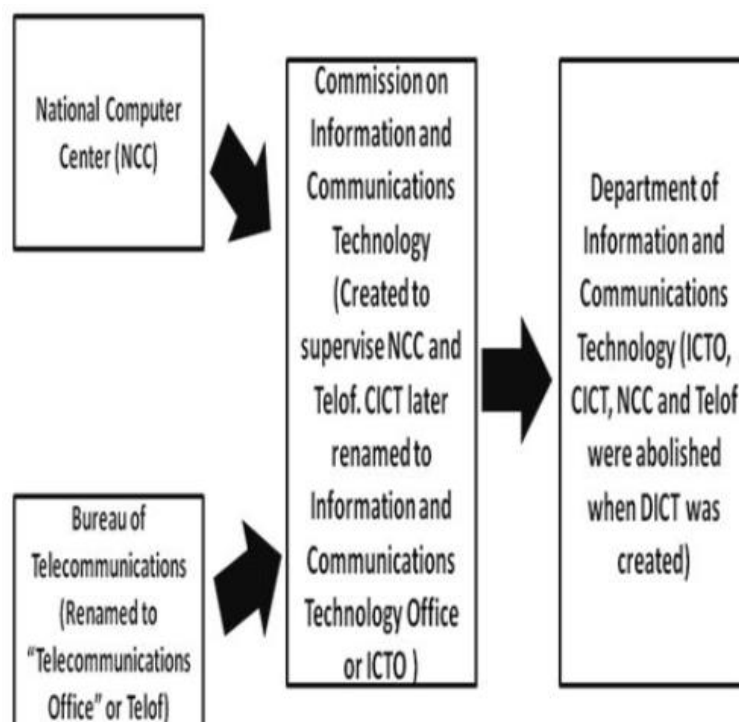 National Computer
Center (NCC)
Bureau of
Telecommunications
(Renamed to
“Telecommunications
Office” or Telof)
Commission on
Information and
Communications
Technology
(Created to
supervise NCC and
Telof. CICT later
renamed to
Information and
Communications
Technology Office
or ICTO )
Department of
Information and
Communications
Technology (ICTO,
CICT, NCC and Telof
were abolished
when DICT was
created)